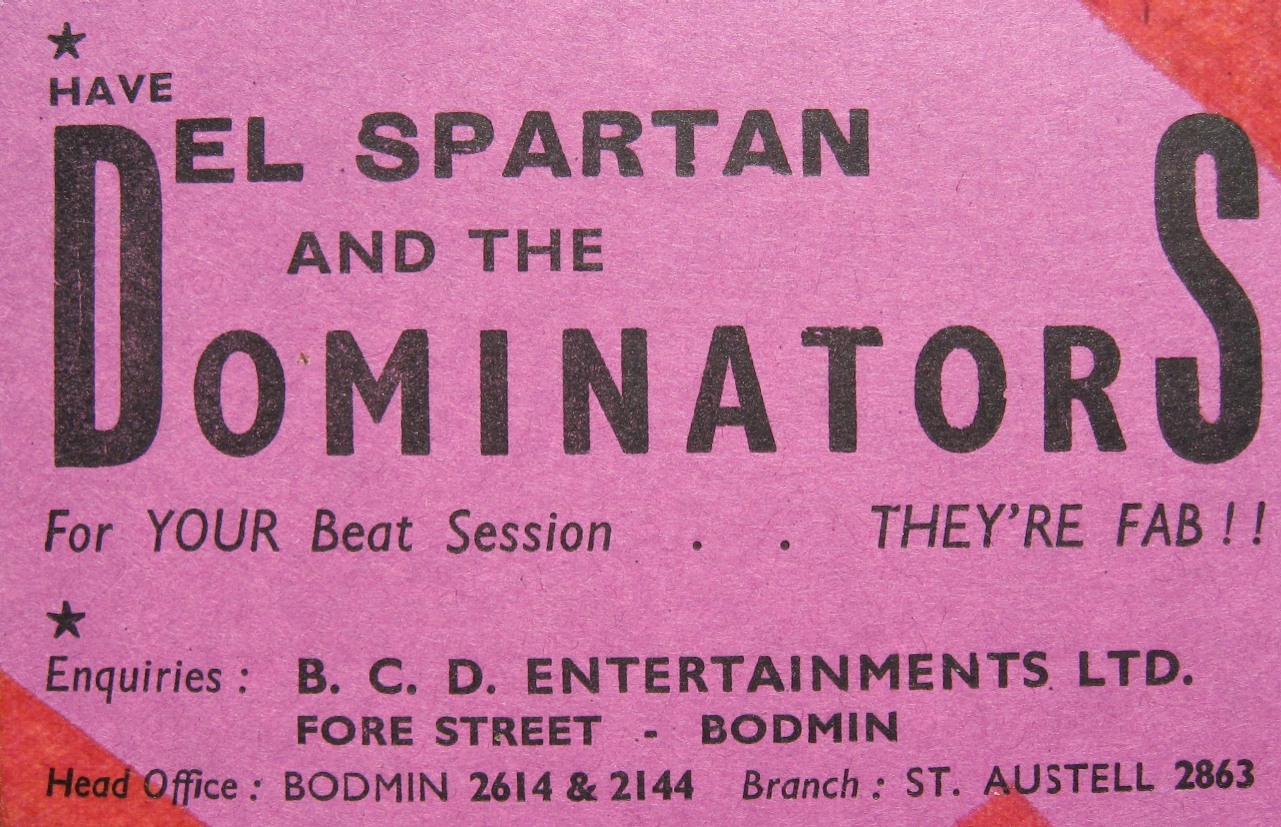 ★
HAVE
DEL SPARTAN
AND THE
DOMINATORS
For YOUR Beat Session . . THEY'RE FAB!!
★
Enquiries: B. C. D. ENTERTAINMENTS LTD.
FORE STREET - BODMIN
Head Office: BODMIN 2614 & 2144 Branch: ST. AUSTELL 2863